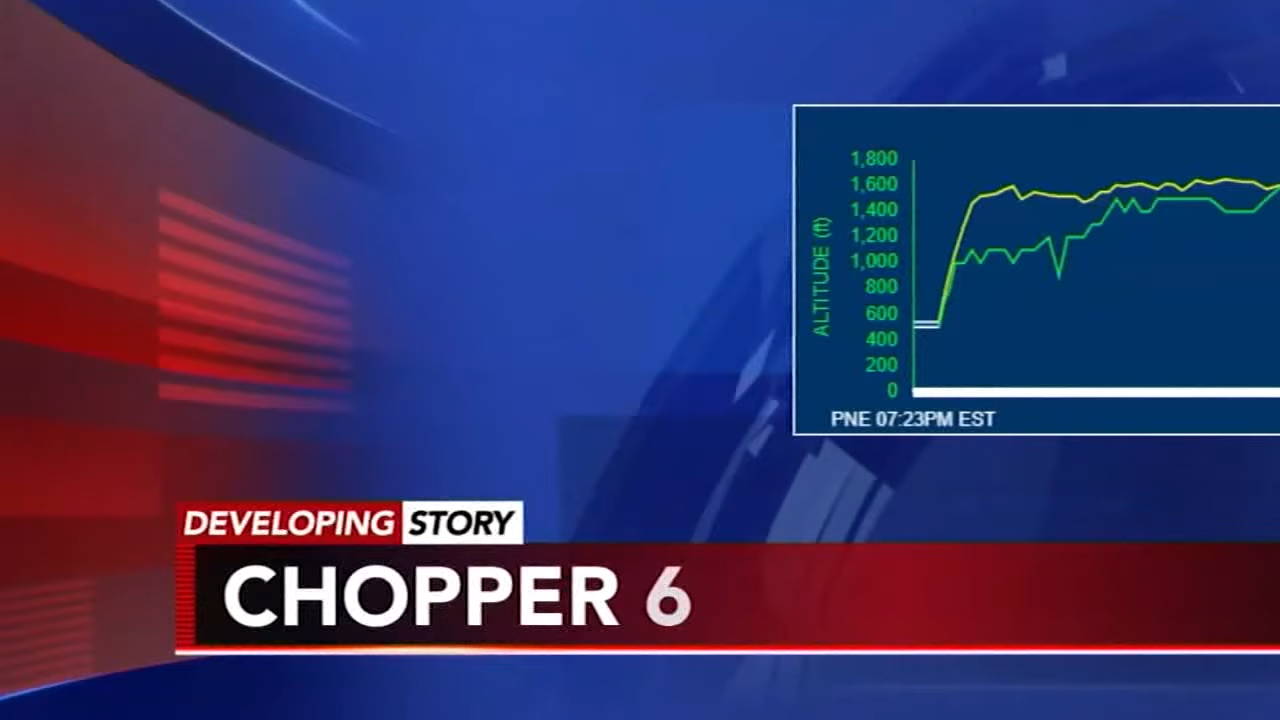 1,800
1,600
1,400
1,200
1,000
800
600
400
200
0
ALTITUDE (ft)
PNE 07:23PM EST
DEVELOPING STORY
CHOPPER 6